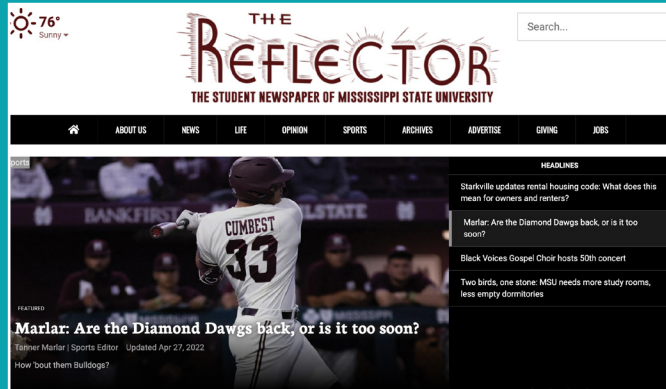 76°
Sunny
THE
REFLECTOR
THE STUDENT NEWSPAPER OF MISSISSIPPI STATE UNIVERSITY
Search...
ABOUT US NEWS LIFE OPINION SPORTS ARCHIVES ADVERTISE GIVING JOBS
ports
BANKFIRST
STATE
CUMBEST
33
FEATURED
Marlar: Are the Diamond Dawgs back, or is it too soon?
Tanner Marlar | Sports Editor Updated Apr 27, 2022
How 'bout them Bulldogs?
HEADLINES
Starkville updates rental housing code: What does this
mean for owners and renters?
Marlar: Are the Diamond Dawgs back, or is it too
soon?
Black Voices Gospel Choir hosts 50th concert
Two birds, one stone: MSU needs more study rooms,
less empty dormitories